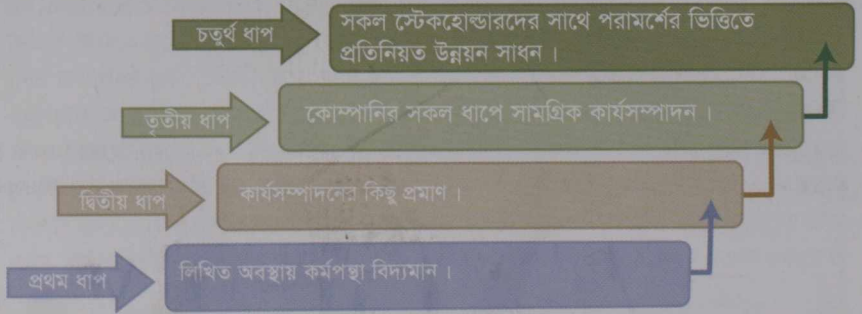 চতুর্থ ধাপ
সকল স্টেকহোল্ডারদের সাথে পরামর্শের ভিত্তিতে
প্রতিনিয়ত উন্নয়ন সাধন ।
তৃতীয় ধাপ
কোম্পানির সকল ধাপে সামগ্রিক কার্যসম্পাদন ।
দ্বিতীয় ধাপ
কার্যসম্পাদনের কিছু প্রমাণ ।
প্রথম ধাপ
লিখিত অবস্থায় কর্মপন্থা বিদ্যমান ।